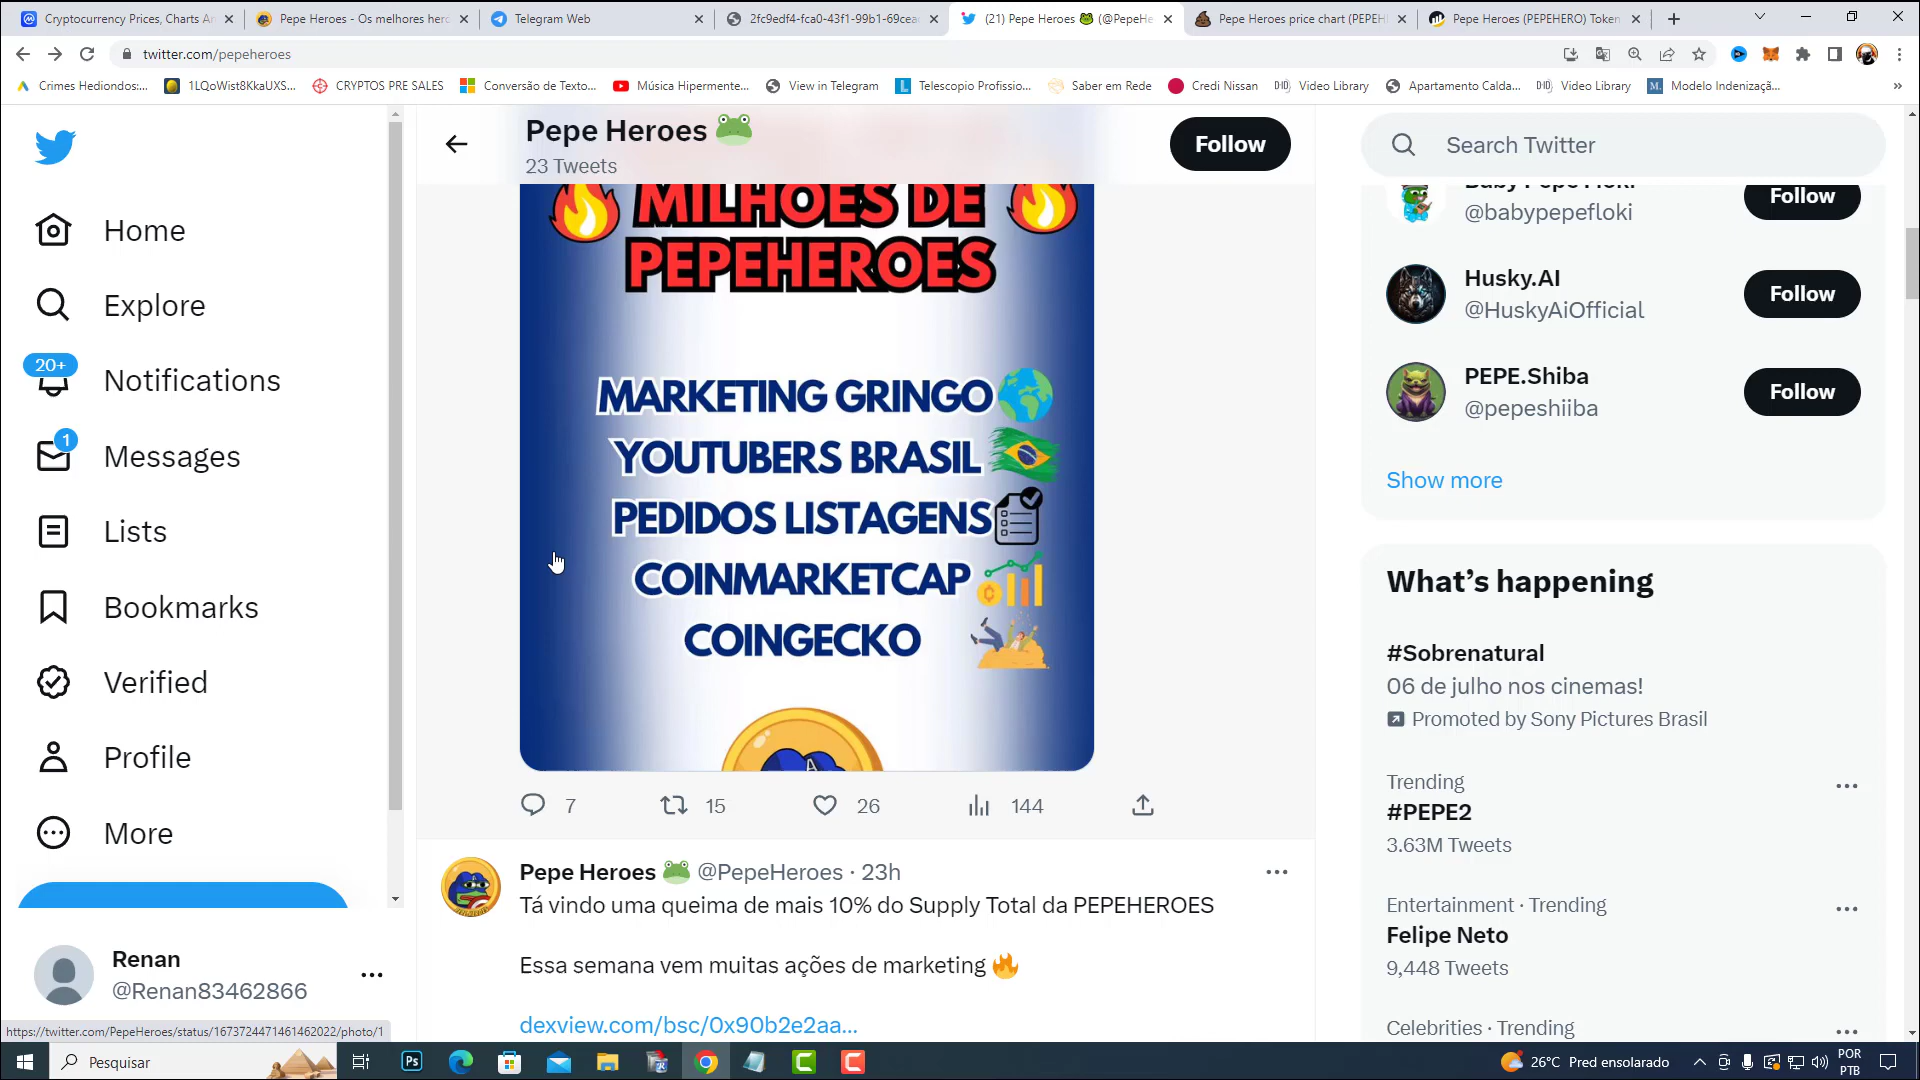 Cryptocurrency Prices, Charts An
Pepe Heroes - Os melhores herc
Telegram Web
2fc9edf4-fca0-43f1-99b1-69cea
(21) Pepe Heroes 🐸 (@PepeHe
Pepe Heroes price chart (PEPEH
Pepe Heroes (PEPEHERO) Token
twitter.com/pepeheroes
Crimes Hediondos:...
1LQoWist8KkaUXS...
CRYPTOS PRE SALES
Conversão de Texto...
Música Hipermente...
View in Telegram
Telescopio Profissio...
Saber em Rede
Credi Nissan
Video Library
Apartamento Calda...
Video Library
Modelo Indenizaçã...
Home
Explore
20+
Notifications
1
Messages
Lists
Bookmarks
Verified
Profile
More
Renan
@Renan83462866
https://twitter.com/PepeHeroes/status/1673724471461462022/photo/1
Pepe Heroes 🐸
23 Tweets
Follow
MILHÕES DE
PEPEHEROES
MARKETING GRINGO
YOUTUBERS BRASIL
PEDIDOS LISTAGENS
COINMARKETCAP
COINGECKO
7
15
26
144
Pepe Heroes 🐸 @PepeHeroes · 23h
Tá vindo uma queima de mais 10% do Supply Total da PEPEHEROES
Essa semana vem muitas ações de marketing 🔥
dexview.com/bsc/0x90b2e2aa...
Search Twitter
Baby Pepe Floki
@babypepefloki
Follow
Husky.AI
@HuskyAiOfficial
Follow
PEPE.Shiba
@pepeshiiba
Follow
Show more
What's happening
#Sobrenatural
06 de julho nos cinemas!
Promoted by Sony Pictures Brasil
Trending
#PEPE2
3.63M Tweets
Entertainment · Trending
Felipe Neto
9,448 Tweets
Celebrities · Trending
Pesquisar
Ps
26°C Pred ensolarado
POR
PTB